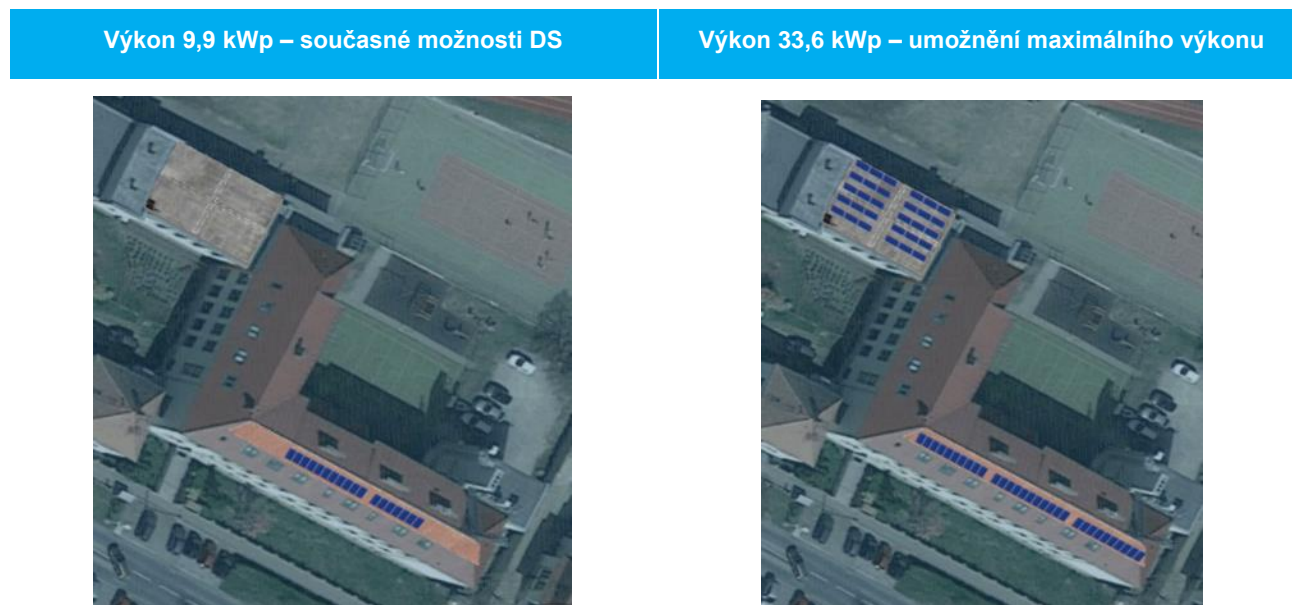 Výkon 9,9 kWp – současné možnosti DS
Výkon 33,6 kWp – umožnění maximálního výkonu